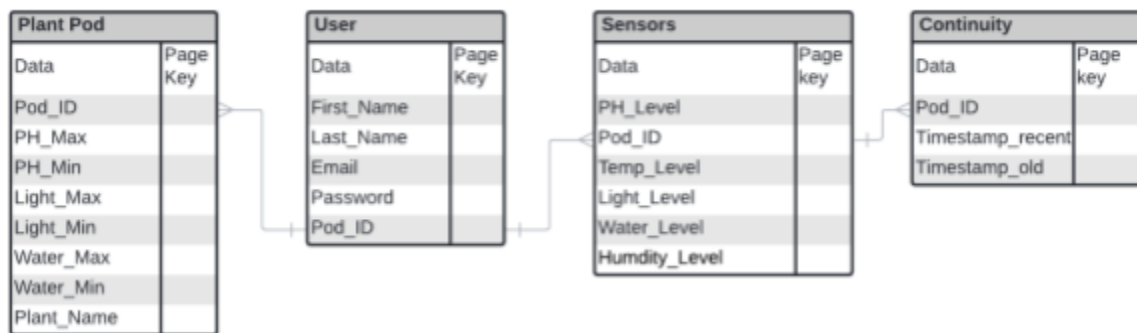 Plant Pod
Data
Page
Key
Pod_ID
PH_Max
PH_Min
Light_Max
Light_Min
Water_Max
Water_Min
Plant_Name
User
Data
Page
Key
First_Name
Last_Name
Email
Password
Pod_ID
Sensors
Data
Page
key
PH_Level
Pod_ID
Temp_Level
Light_Level
Water_Level
Humdity_Level
Continuity
Data
Page
key
Pod_ID
Timestamp_recent
Timestamp_old